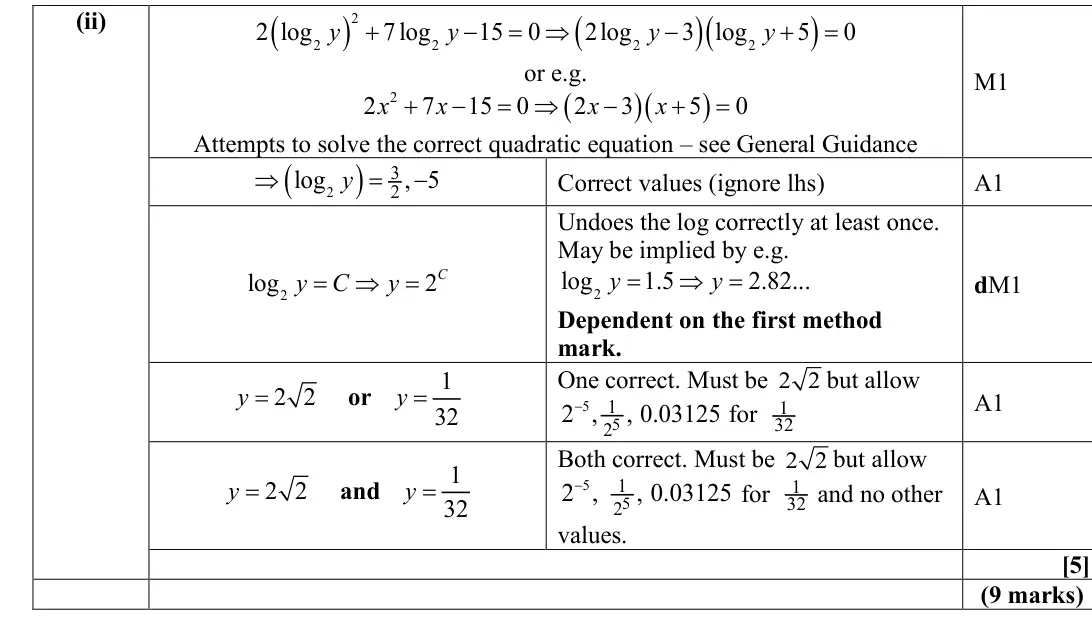 (ii)
2(log₂ y)² + 7 log₂ y − 15 = 0 ⇒ (2 log₂ y − 3)(log₂ y + 5) = 0
or e.g.
2x² + 7x − 15 = 0 ⇒ (2x − 3)(x + 5) = 0
Attempts to solve the correct quadratic equation – see General Guidance
M1
⇒ (log₂ y) = 3/2, −5
Correct values (ignore lhs)
A1
log₂ y = C ⇒ y = 2ᶜ
Undoes the log correctly at least once.
May be implied by e.g.
log₂ y = 1.5 ⇒ y = 2.82...
Dependent on the first method
mark.
dM1
y = 2√2 or y = 1/32
One correct. Must be 2√2 but allow
2⁻⁵, 1/2⁵, 0.03125 for 1/32
A1
y = 2√2 and y = 1/32
Both correct. Must be 2√2 but allow
2⁻⁵, 1/2⁵, 0.03125 for 1/32 and no other
values.
A1
[5]
(9 marks)